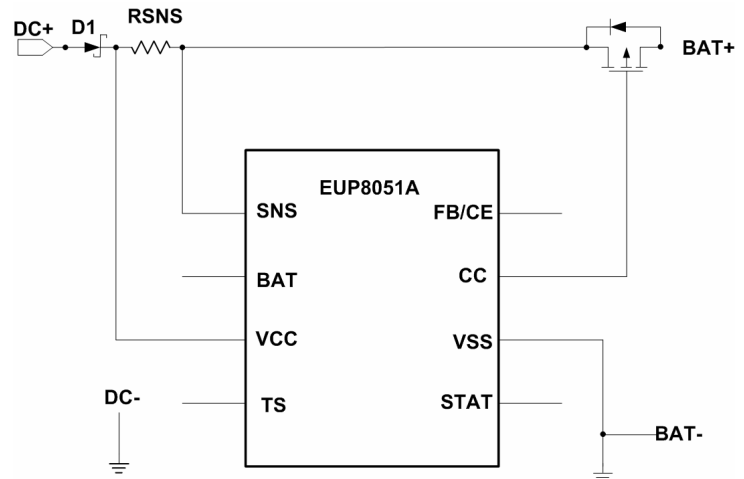 RSNS
DC+ D1
BAT+
EUP8051A
SNS FB/CE
BAT CC
VCC VSS
DC-
TS STAT
BAT-